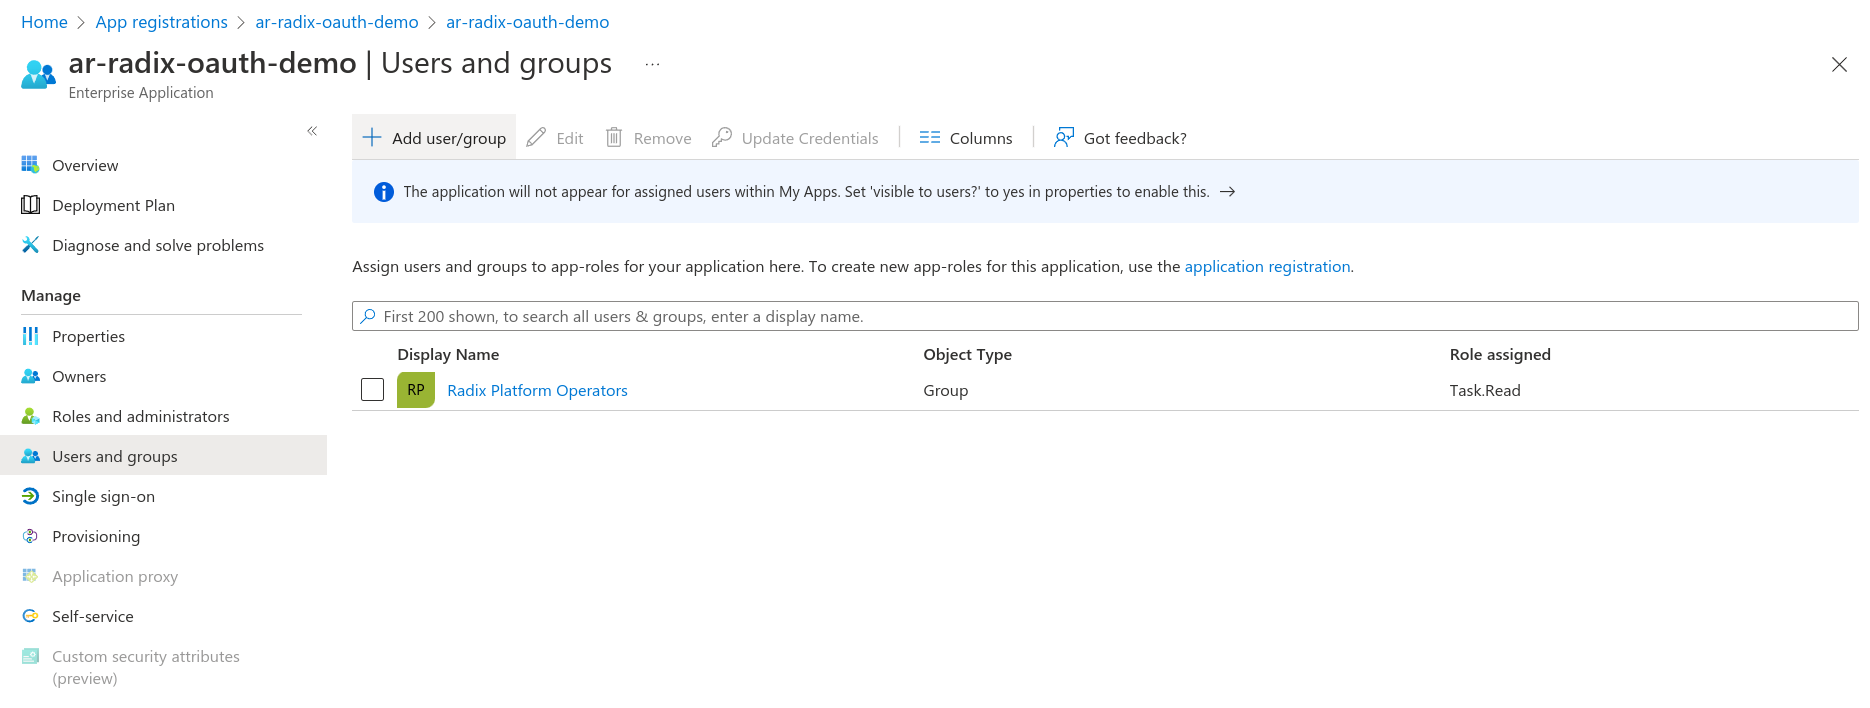 Home > App registrations > ar-radix-oauth-demo > ar-radix-oauth-demo
ar-radix-oauth-demo | Users and groups ...
Enterprise Application
«
Overview
Deployment Plan
Diagnose and solve problems
Manage
Properties
Owners
Roles and administrators
Users and groups
Single sign-on
Provisioning
Application proxy
Self-service
Custom security attributes
(preview)
Add user/group Edit Remove Update Credentials Columns Got feedback?
The application will not appear for assigned users within My Apps. Set 'visible to users?' to yes in properties to enable this. →
Assign users and groups to app-roles for your application here. To create new app-roles for this application, use the application registration.
First 200 shown, to search all users & groups, enter a display name.
Display Name Object Type Role assigned
RP Radix Platform Operators Group Task.Read